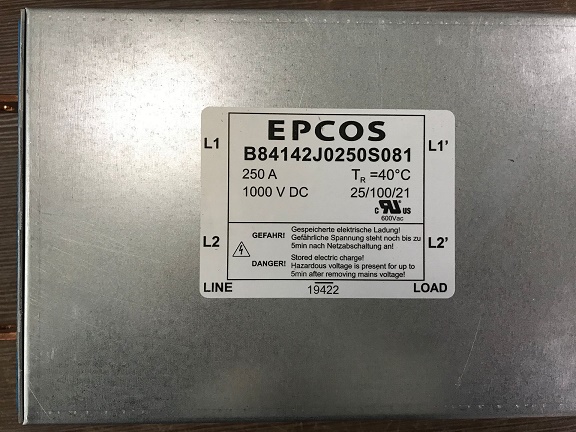 EPCOS
L1 B84142J0250S081 L1'
250 A TR =40°C
1000 V DC 25/100/21
c RU US
600Vac
GEFAHR! Gespeicherte elektrische Ladung!
Gefährliche Spannung steht noch bis zu
5min nach Netzabschaltung an!
L2 L2'
DANGER! Stored electric charge!
Hazardous voltage is present for up to
5min after removing mains voltage!
LINE 19422 LOAD